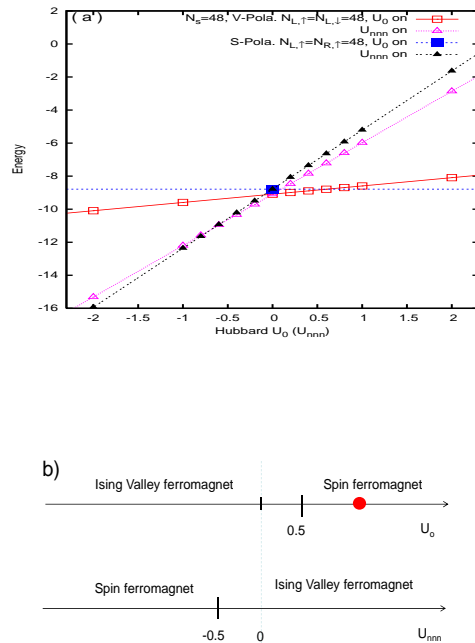 ( a )
N_s=48, V-Pola. N_L,↑=N_L,↓=48, U_0 on
U_nnn on
S-Pola. N_L,↑=N_R,↑=48, U_0 on
U_nnn on
2
0
-2
-4
-6
-8
-10
-12
-14
-16
Energy
-2 -1.5 -1 -0.5 0 0.5 1 1.5 2
Hubbard U_0 (U_nnn)
b)
Ising Valley ferromagnet Spin ferromagnet
0.5 U_o
Spin ferromagnet Ising Valley ferromagnet
-0.5 0 U_nnn